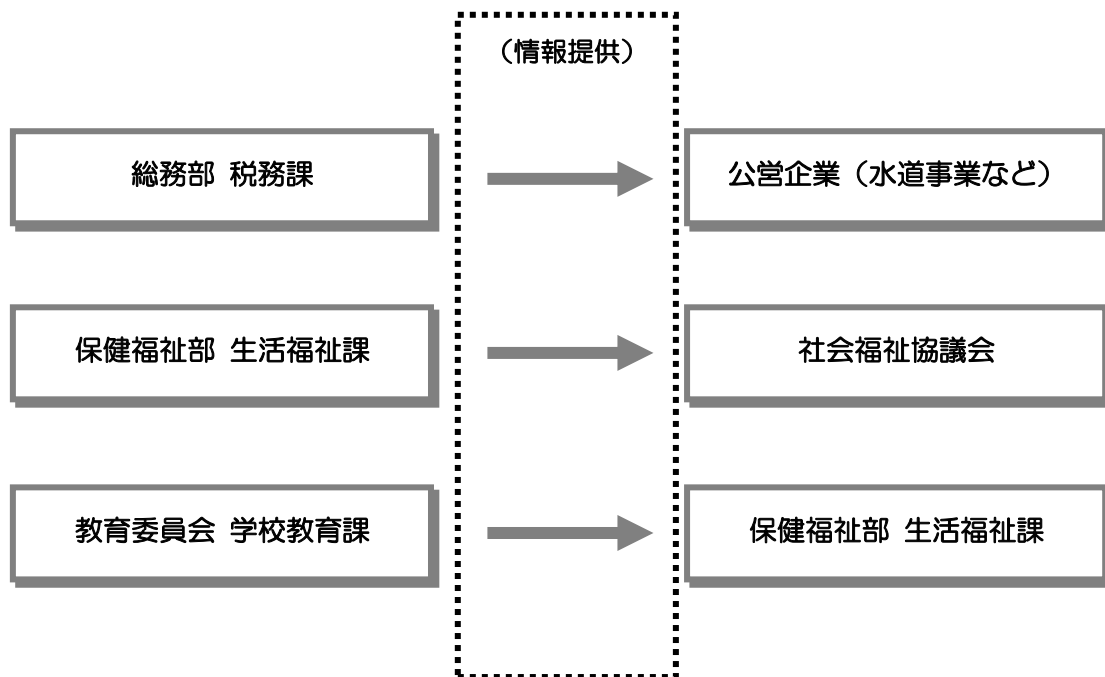 （情報提供）
総務部 税務課
公営企業（水道事業など）
保健福祉部 生活福祉課
社会福祉協議会
教育委員会 学校教育課
保健福祉部 生活福祉課